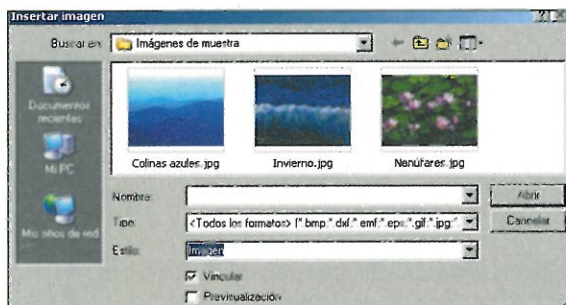 Insertar imagen
Buscar en: Imágenes de muestra
Documentos
recientes
Mi PC
Mis sitios de red
Colinas azules.jpg
Invierno.jpg
Nenúfares.jpg
Nombre:
Abrir
Tipo: <Todos los formatos> (*.bmp;*.dxf;*.emf;*.eps;*.gif;*.jpg;*
Cancelar
Estilo: Imagen
Vincular
Previsualización